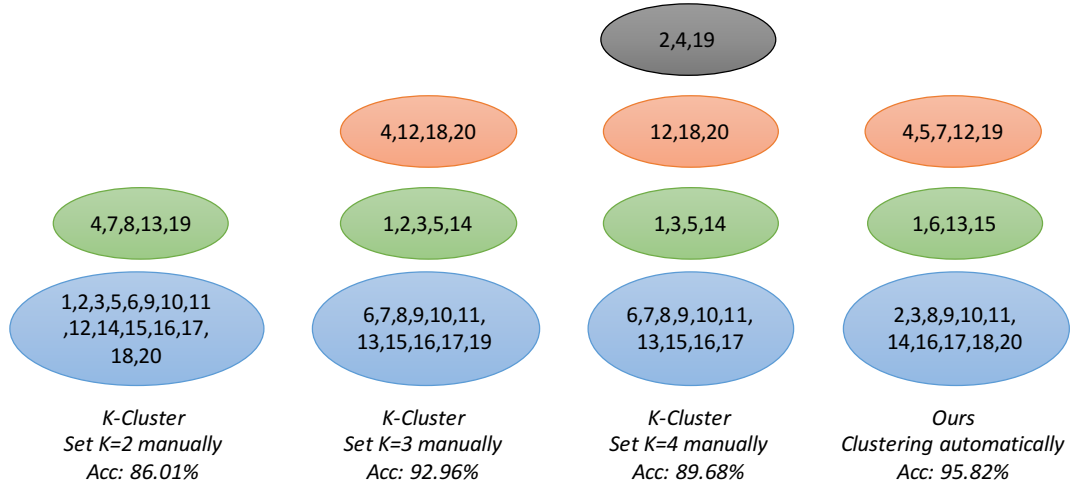 2,4,19
4,12,18,20
12,18,20
4,5,7,12,19
4,7,8,13,19
1,2,3,5,14
1,3,5,14
1,6,13,15
1,2,3,5,6,9,10,11
,12,14,15,16,17,
18,20
6,7,8,9,10,11,
13,15,16,17,19
6,7,8,9,10,11,
13,15,16,17
2,3,8,9,10,11,
14,16,17,18,20
K-Cluster
Set K=2 manually
Acc: 86.01%
K-Cluster
Set K=3 manually
Acc: 92.96%
K-Cluster
Set K=4 manually
Acc: 89.68%
Ours
Clustering automatically
Acc: 95.82%